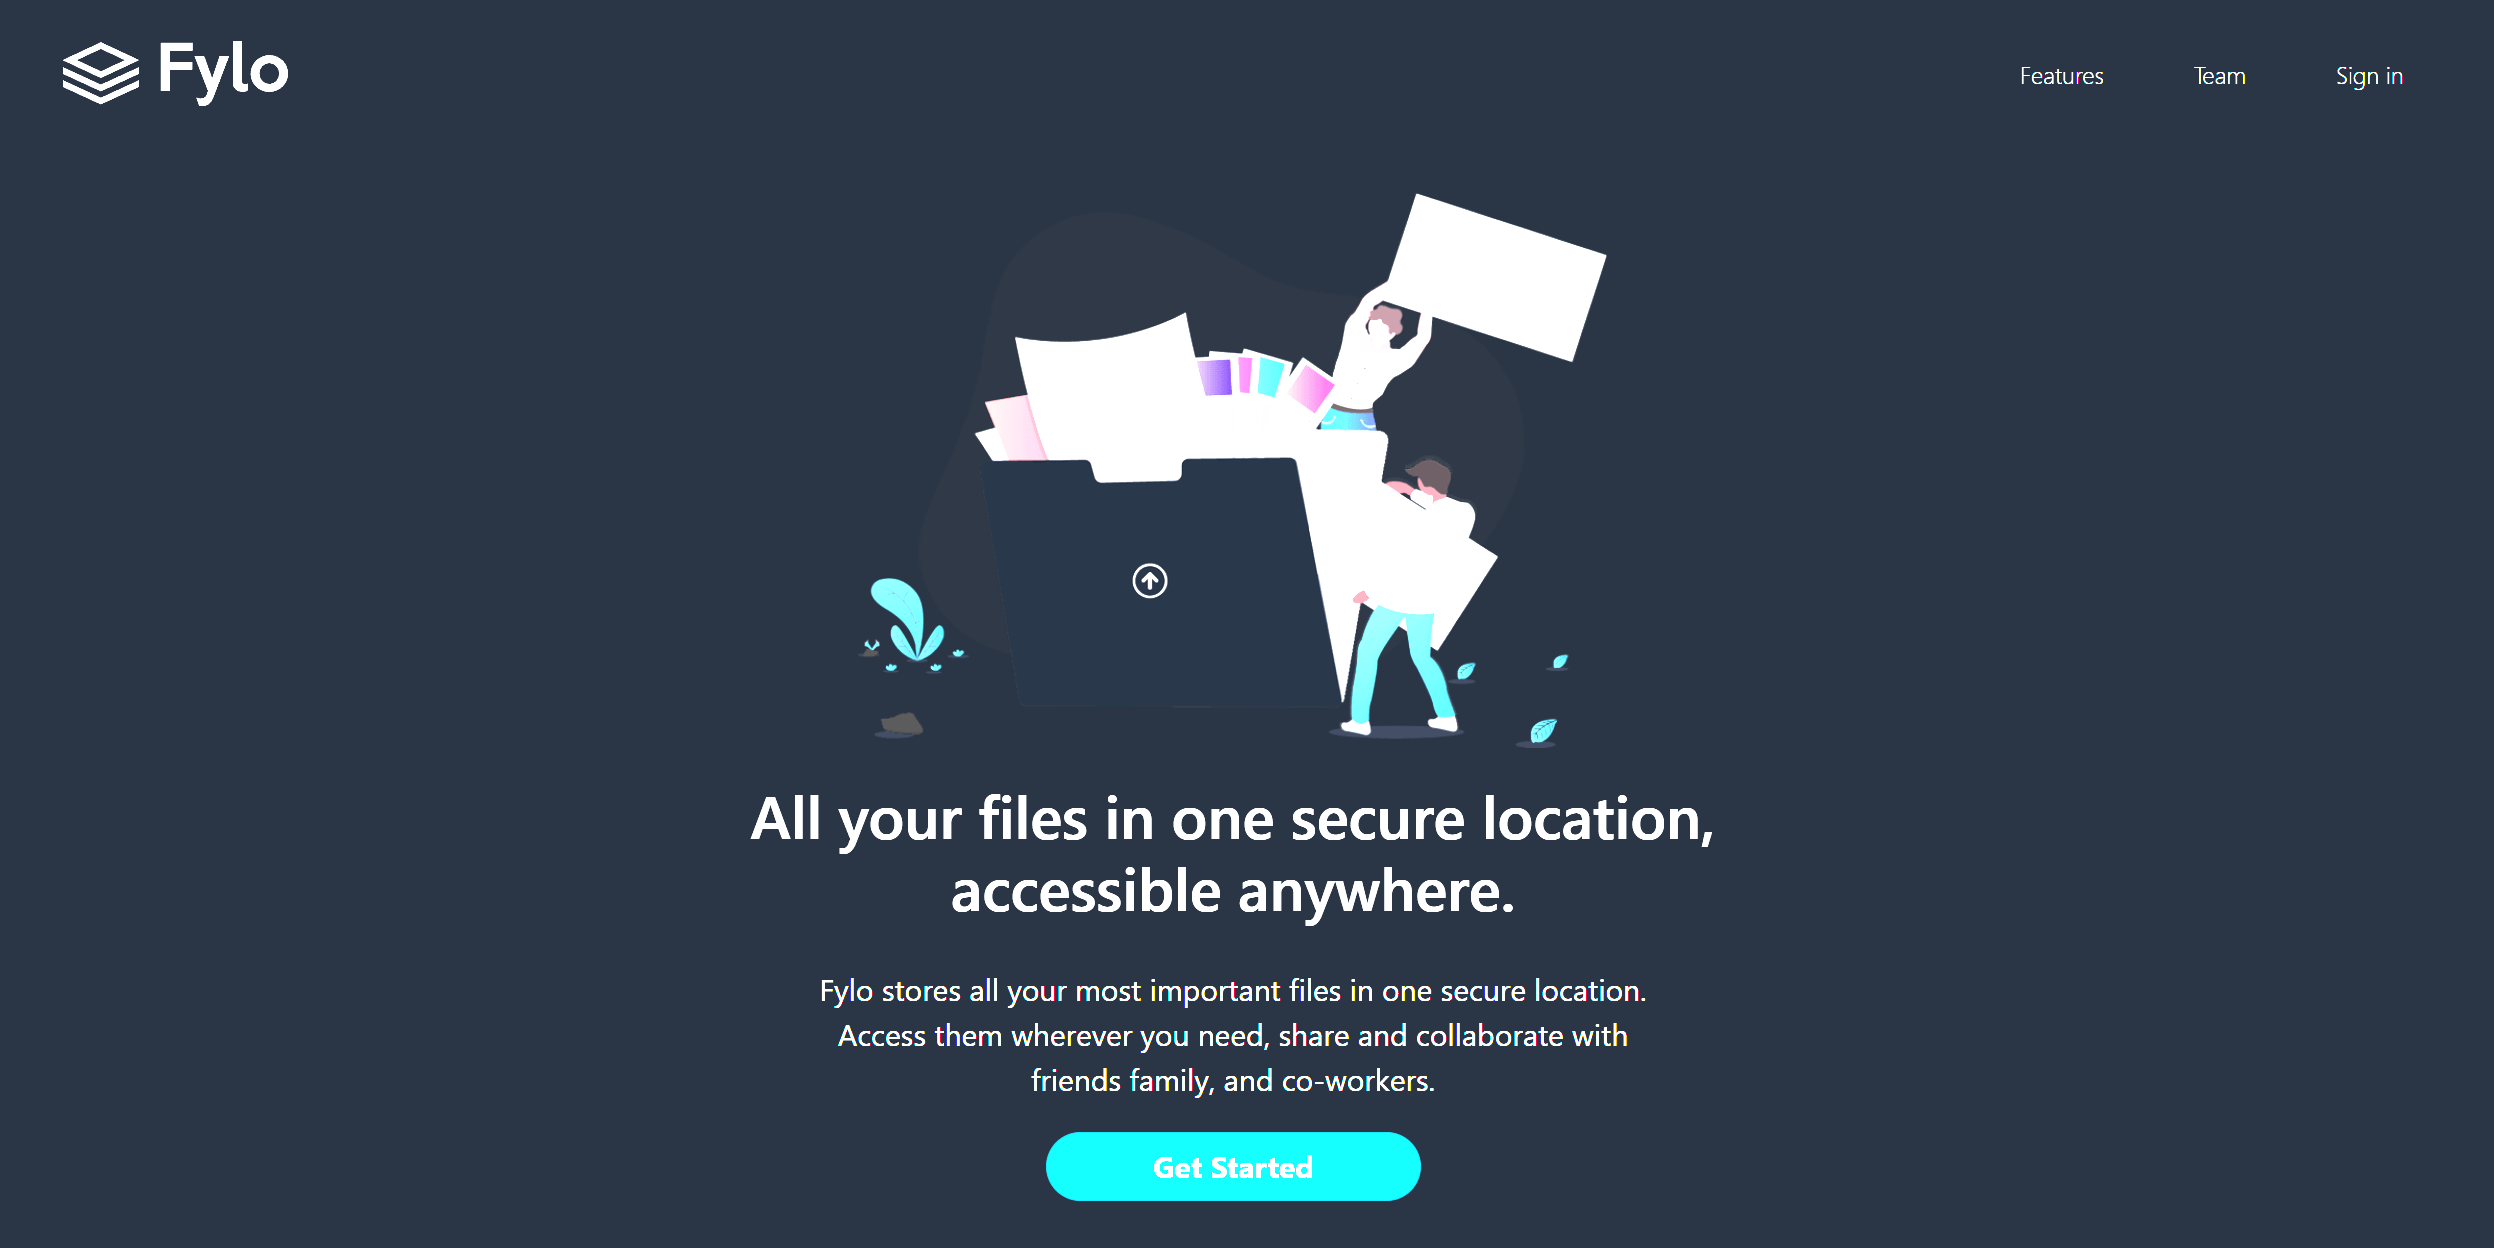 Fylo
Features
Team
Sign in
All your files in one secure location,
accessible anywhere.
Fylo stores all your most important files in one secure location.
Access them wherever you need, share and collaborate with
friends family, and co-workers.
Get Started